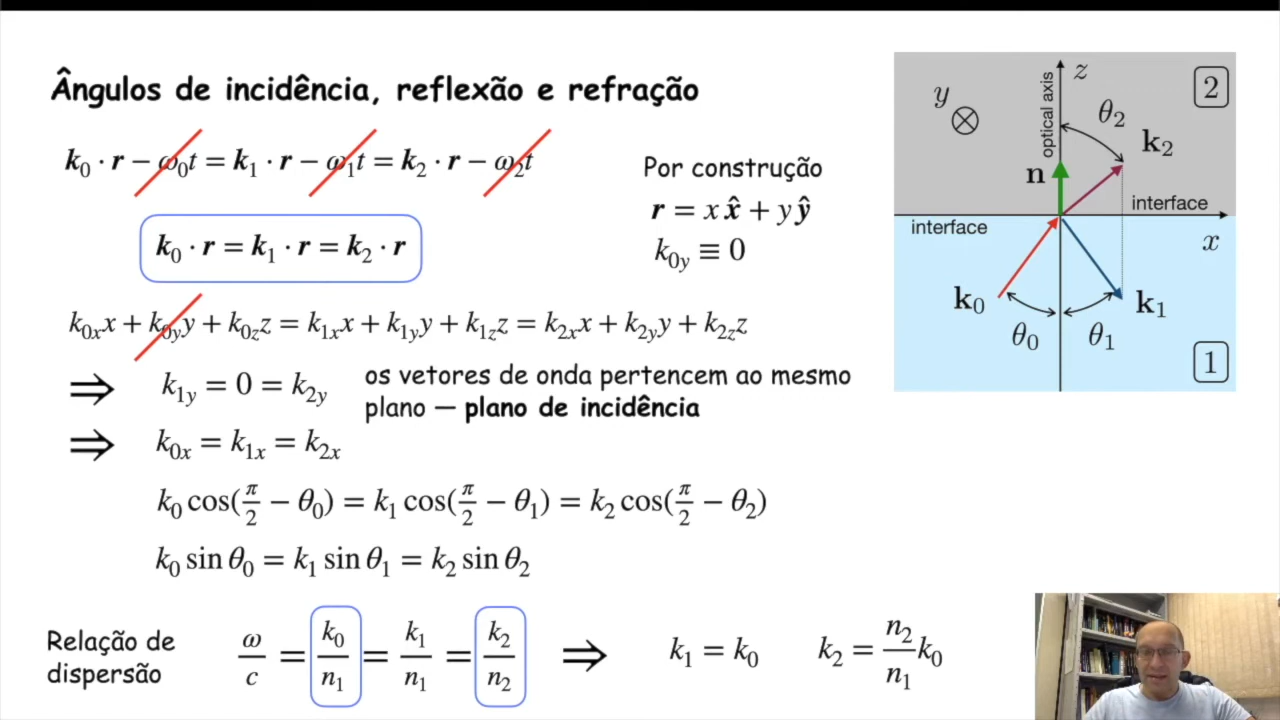 Ângulos de incidência, reflexão e refração
k₀ · r − ω₀t = k₁ · r − ω₁t = k₂ · r − ω₂t
k₀ · r = k₁ · r = k₂ · r
Por construção
r = xx̂ + yŷ
k₀y ≡ 0
k₀ₓx + k₀yy + k₀zz = k₁ₓx + k₁yy + k₁zz = k₂ₓx + k₂yy + k₂zz
⇒ k₁y = 0 = k₂y
os vetores de onda pertencem ao mesmo
plano — plano de incidência
⇒ k₀ₓ = k₁ₓ = k₂ₓ
k₀ cos(π/2 − θ₀) = k₁ cos(π/2 − θ₁) = k₂ cos(π/2 − θ₂)
k₀ sin θ₀ = k₁ sin θ₁ = k₂ sin θ₂
Relação de
dispersão
ω/c = k₀/n₁ = k₁/n₁ = k₂/n₂ ⇒ k₁ = k₀ k₂ = n₂/n₁ k₀
z
2
y
optical axis
θ₂
k₂
n
interface
interface
x
k₀
k₁
θ₀
θ₁
1